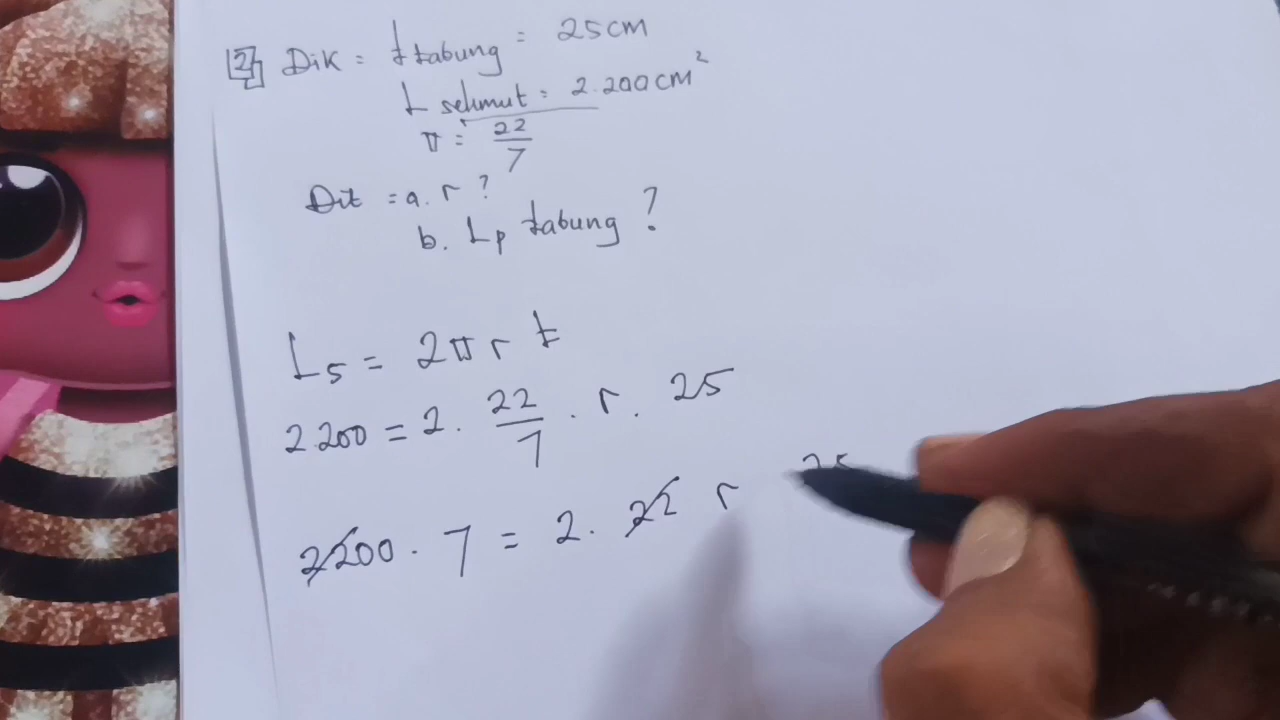 2 Dik = t tabung = 25 cm
L selimut = 2.200 cm²
π = 22/7
Dit = a. r ?
b. Lp tabung ?
Ls = 2 π r t
2.200 = 2. 22/7 . r. 25
2200 . 7 = 2. 22 r 25